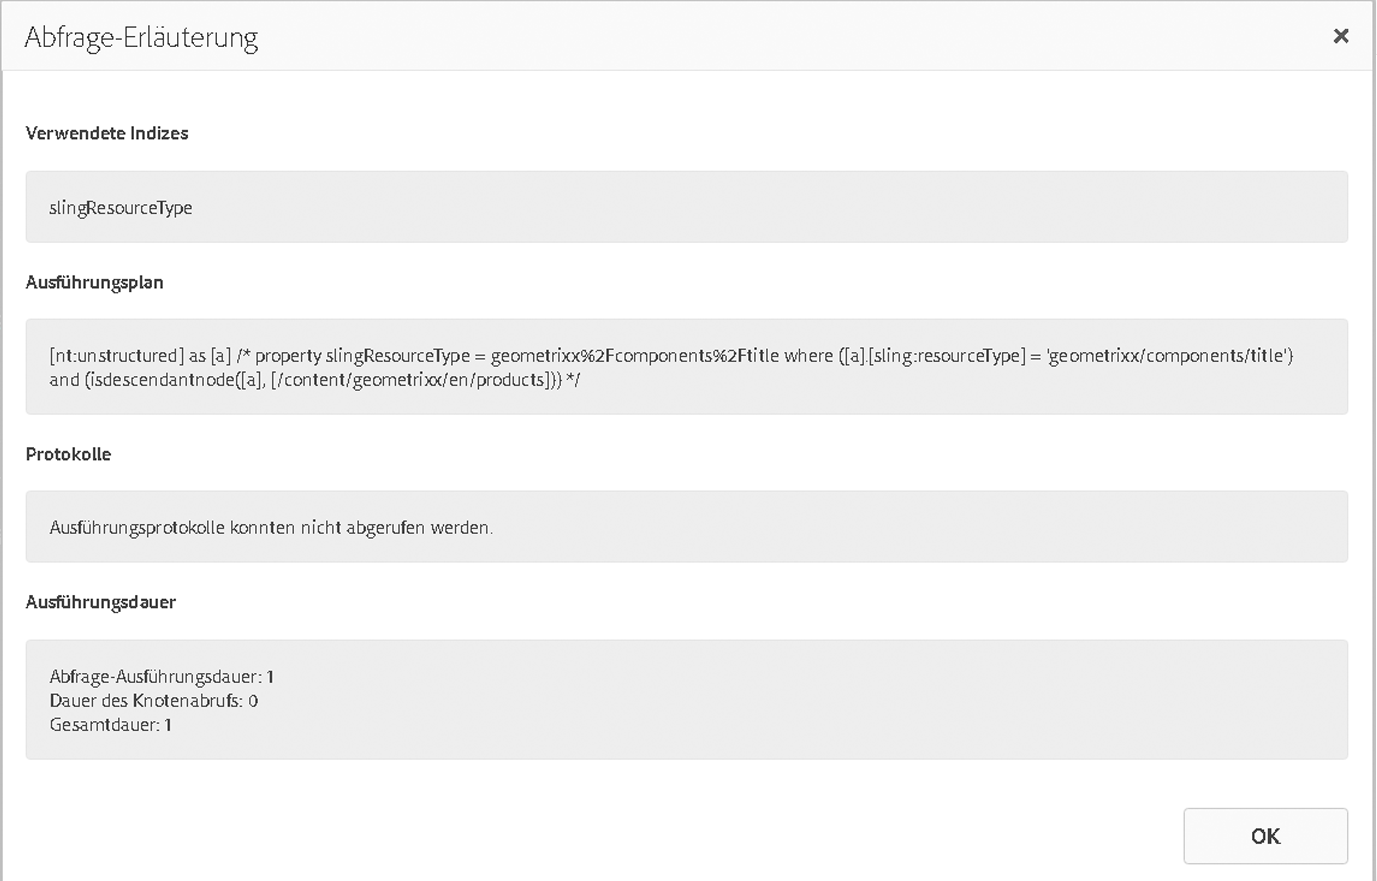 Abfrage-Erläuterung
Verwendete Indizes
slingResourceType
Ausführungsplan
[nt:unstructured] as [a] /* property slingResourceType = geometrixx%2Fcomponents%2Ftitle where ([a].[sling:resourceType] = 'geometrixx/components/title')
and (isdescendantnode([a], [/content/geometrixx/en/products])) */
Protokolle
Ausführungsprotokolle konnten nicht abgerufen werden.
Ausführungsdauer
Abfrage-Ausführungsdauer: 1
Dauer des Knotenabrufs: 0
Gesamtdauer: 1
OK